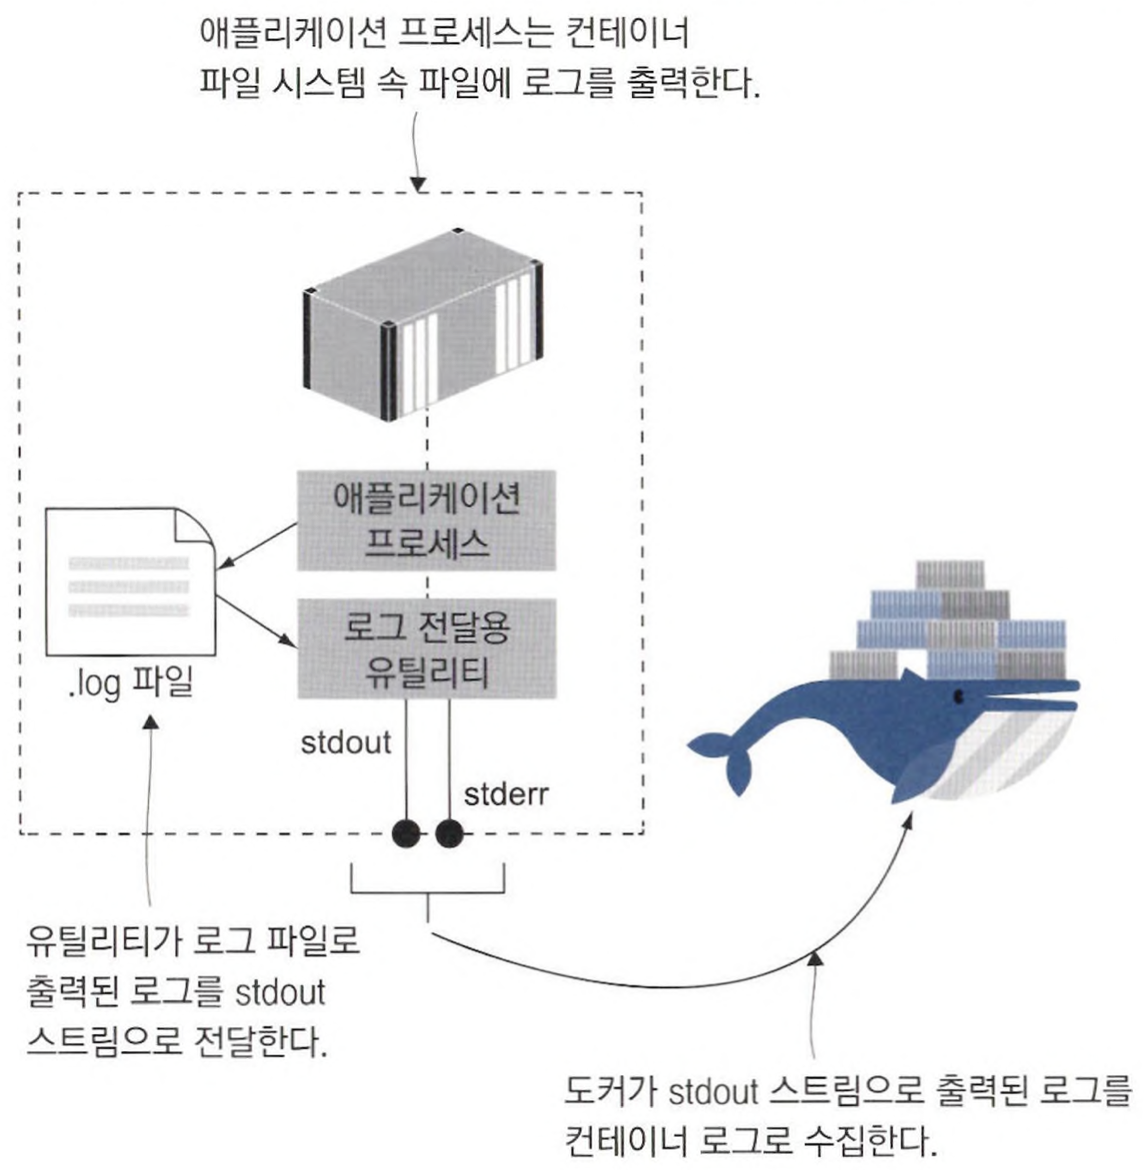 애플리케이션 프로세스는 컨테이너
파일 시스템 속 파일에 로그를 출력한다.
애플리케이션
프로세스
로그 전달용
유틸리티
.log 파일
stdout
stderr
유틸리티가 로그 파일로
출력된 로그를 stdout
스트림으로 전달한다.
도커가 stdout 스트림으로 출력된 로그를
컨테이너 로그로 수집한다.